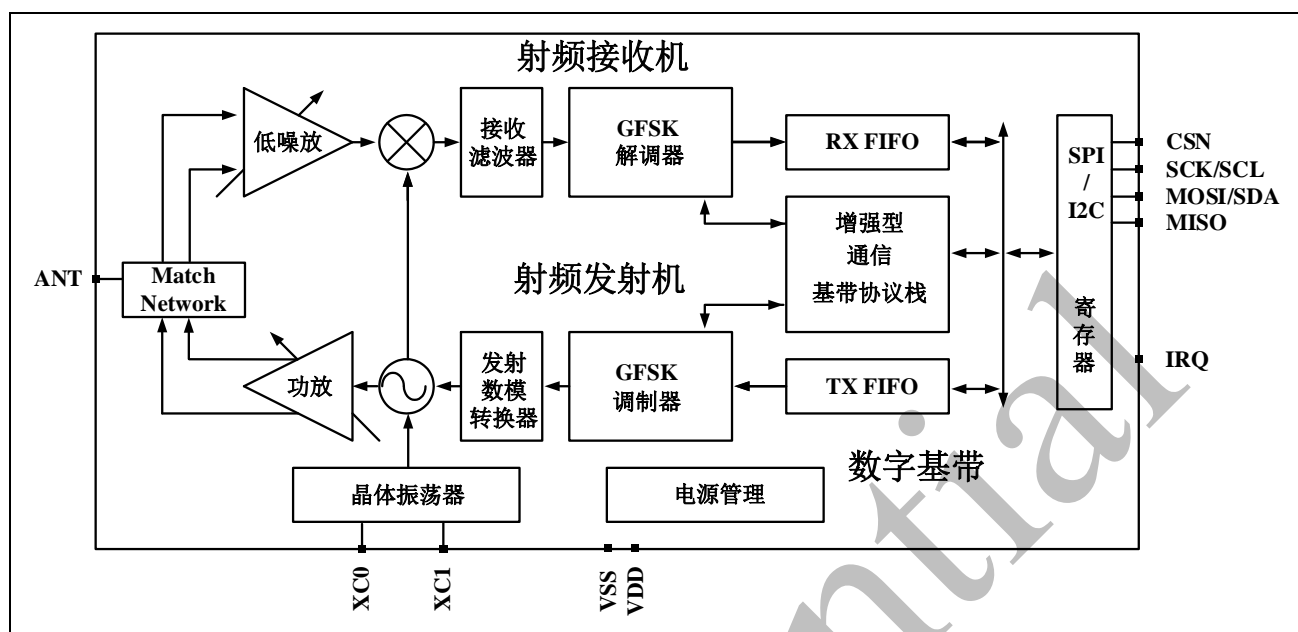 射频接收机
低噪放
接收
滤波器
GFSK
解调器
RX FIFO
SPI
/
I2C
寄
存
器
CSN
SCK/SCL
MOSI/SDA
MISO
IRQ
增强型
通信
基带协议栈
ANT
Match
Network
射频发射机
功放
发射
数模
转换器
GFSK
调制器
TX FIFO
数字基带
晶体振荡器
电源管理
XC0
XC1
VSS
VDD
ntial